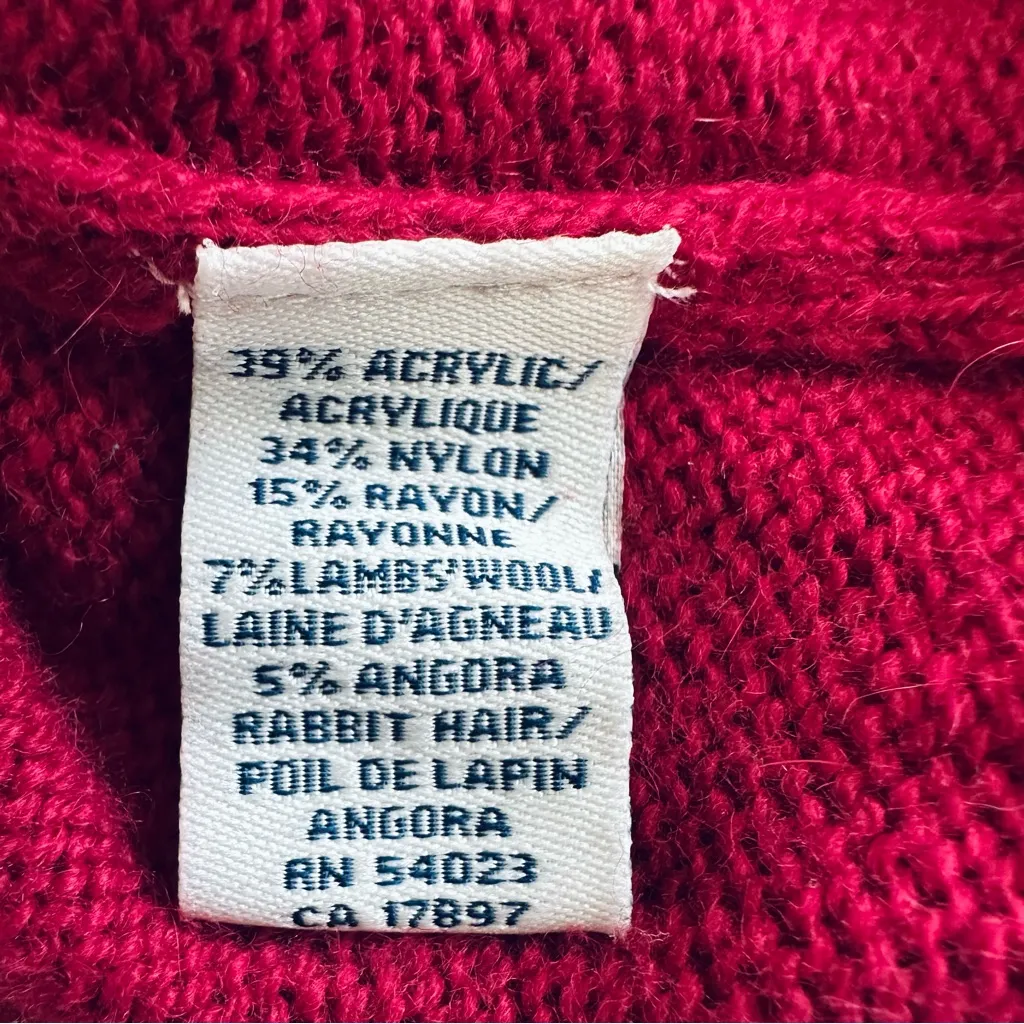 39% ACRYLIC/
ACRYLIQUE
34% NYLON
15% RAYON/
RAYONNE
7% LAMBS'WOOL/
LAINE D'AGNEAU
5% ANGORA
RABBIT HAIR/
POIL DE LAPIN
ANGORA
RN 54023
CA 17897